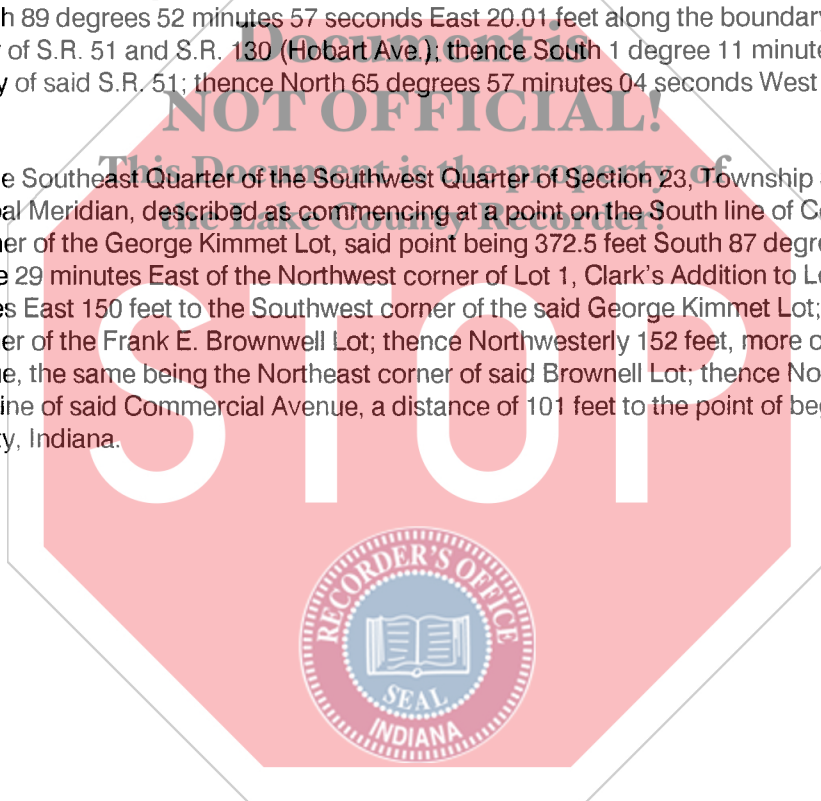 h 89 degrees 52 minutes 57 seconds East 20.01 feet along the boundary
Document is
of S.R. 51 and S.R. 130 (Hobart Ave.); thence South 1 degree 11 minute
y of said S.R. 51; thence North 65 degrees 57 minutes 04 seconds West
NOT OFFICIAL!
This Document is the property of
e Southeast Quarter of the Southwest Quarter of Section 23, Township
the Lake County Recorder!
al Meridian, described as commencing at a point on the South line of C
er of the George Kimmet Lot, said point being 372.5 feet South 87 degre
e 29 minutes East of the Northwest corner of Lot 1, Clark's Addition to L
es East 150 feet to the Southwest corner of the said George Kimmet Lot;
er of the Frank E. Brownwell Lot; thence Northwesterly 152 feet, more o
e, the same being the Northeast corner of said Brownell Lot; thence No
ine of said Commercial Avenue, a distance of 101 feet to the point of be
ty, Indiana.
STOP
RECORDER'S OFFICE
SEAL
INDIANA